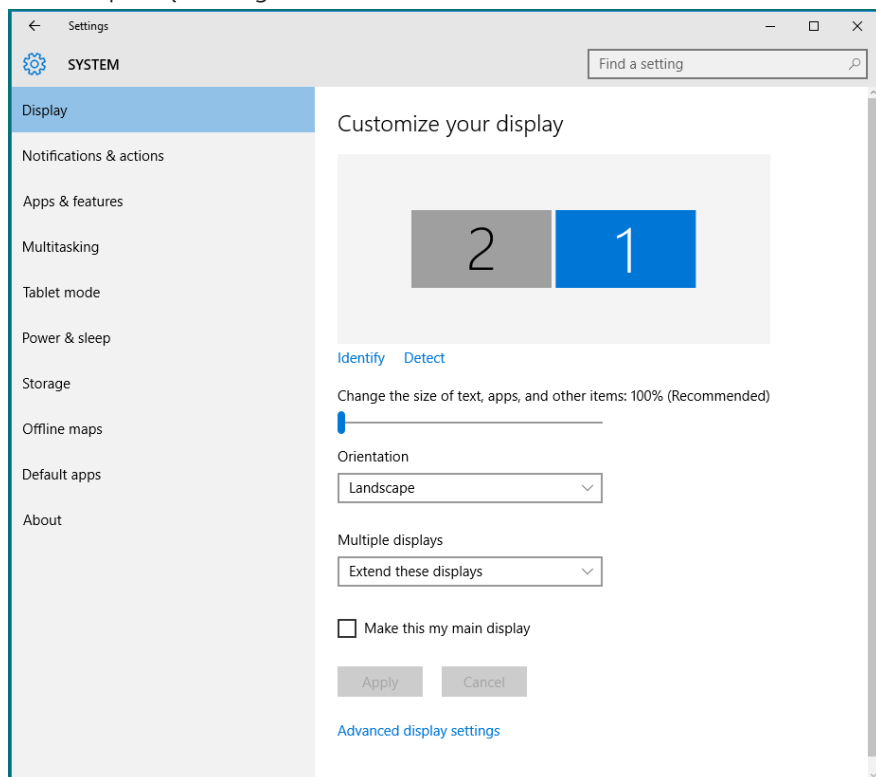 Settings
SYSTEM
Find a setting
Display
Notifications & actions
Apps & features
Multitasking
Tablet mode
Power & sleep
Storage
Offline maps
Default apps
About
Customize your display
2 1
Identify Detect
Change the size of text, apps, and other items: 100% (Recommended)
Orientation
Landscape
Multiple displays
Extend these displays
Make this my main display
Apply Cancel
Advanced display settings